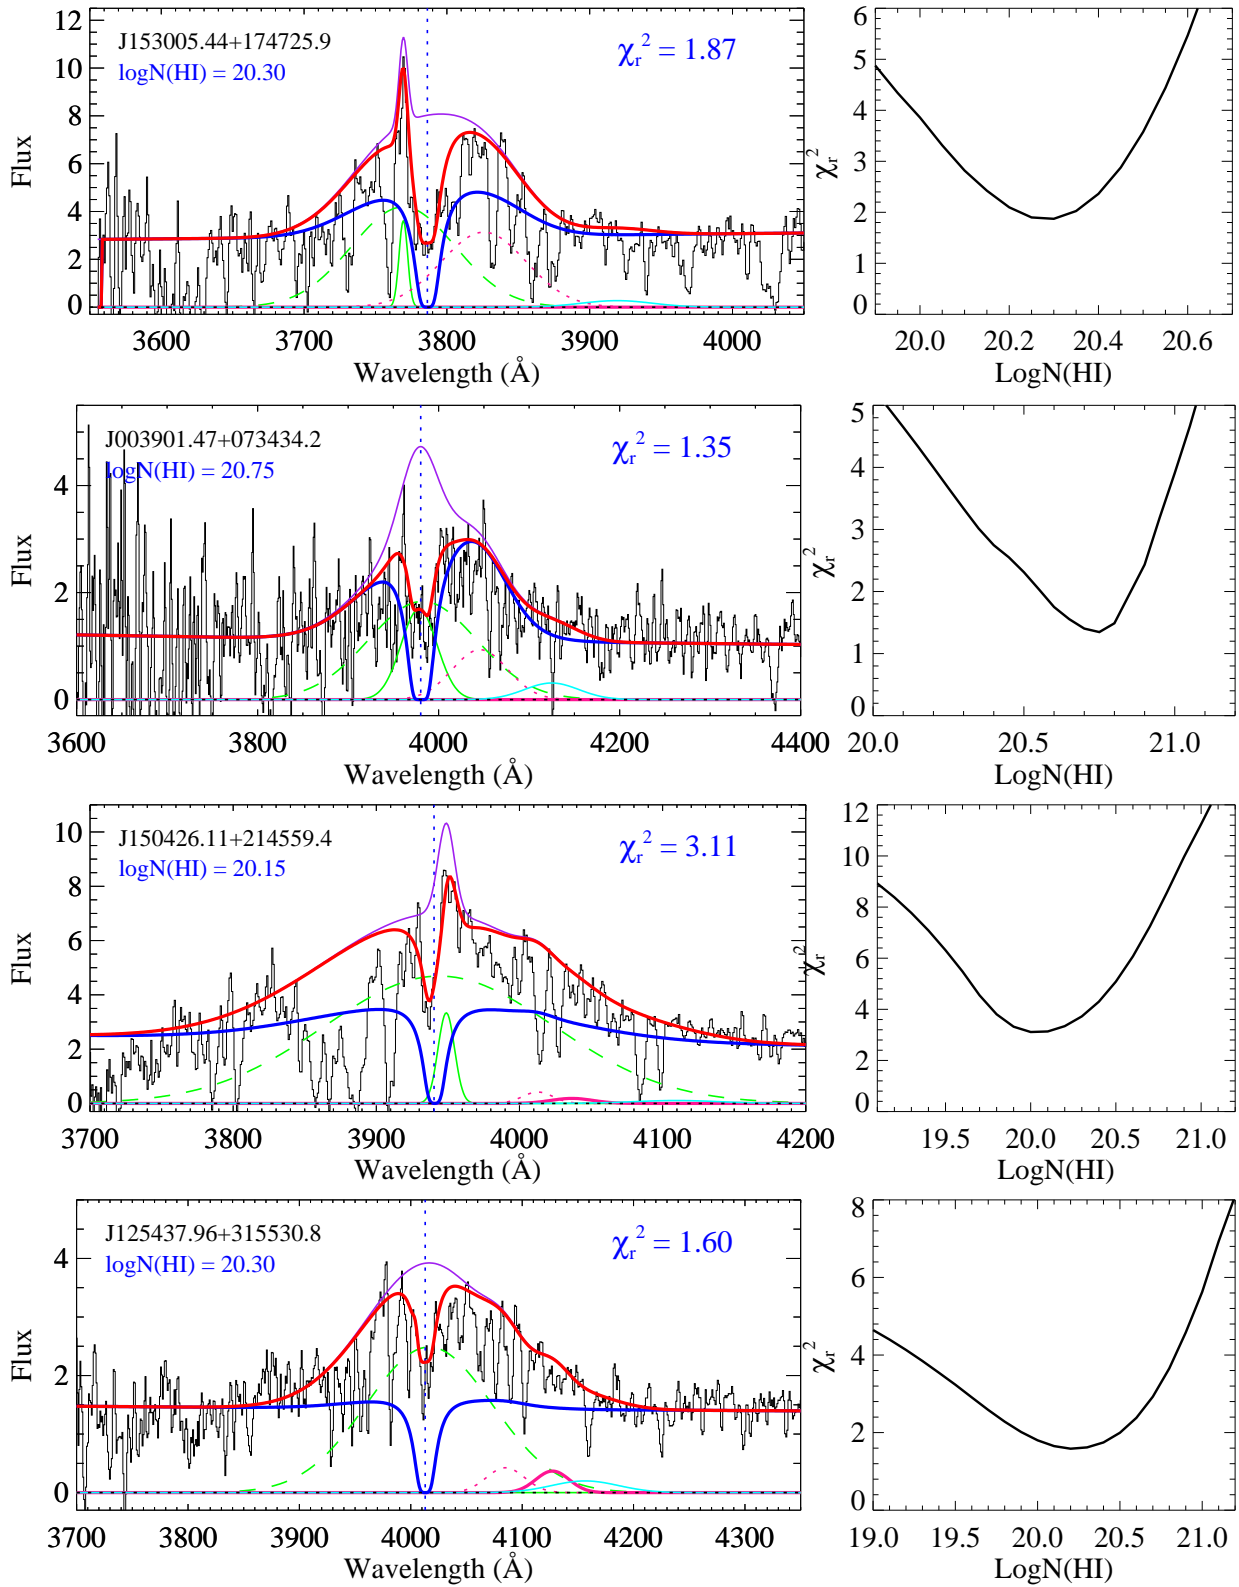 12
10
8
6
4
2
0
Flux
J153005.44+174725.9
logN(HI) = 20.30
χr² = 1.87
3600 3700 3800 3900 4000
Wavelength (Å)
6
5
4
3
2
1
0
χr²
20.0 20.2 20.4 20.6
LogN(HI)
4
2
0
Flux
J003901.47+073434.2
logN(HI) = 20.75
χr² = 1.35
3600 3800 4000 4200 4400
Wavelength (Å)
5
4
3
2
1
0
χr²
20.0 20.5 21.0
LogN(HI)
10
8
6
4
2
0
Flux
J150426.11+214559.4
logN(HI) = 20.15
χr² = 3.11
3700 3800 3900 4000 4100 4200
Wavelength (Å)
12
10
8
6
4
2
0
χr²
19.5 20.0 20.5 21.0
LogN(HI)
4
2
0
Flux
J125437.96+315530.8
logN(HI) = 20.30
χr² = 1.60
3700 3800 3900 4000 4100 4200 4300
Wavelength (Å)
8
6
4
2
0
χr²
19.0 19.5 20.0 20.5 21.0
LogN(HI)